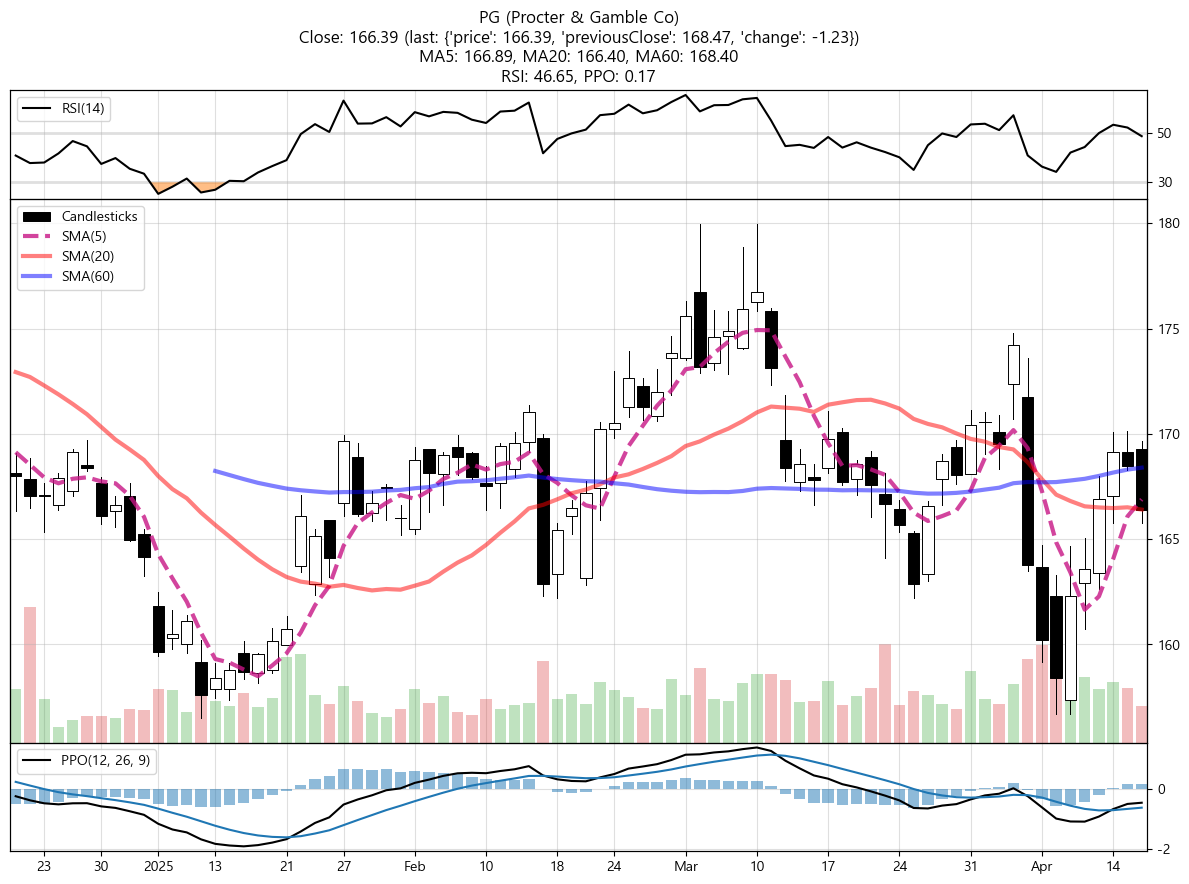 PG (Procter & Gamble Co)
Close: 166.39 (last: {'price': 166.39, 'previousClose': 168.47, 'change': -1.23})
MA5: 166.89, MA20: 166.40, MA60: 168.40
RSI: 46.65, PPO: 0.17
RSI(14)
50
30
Candlesticks
SMA(5)
SMA(20)
SMA(60)
180
175
170
165
160
PPO(12, 26, 9)
0
-2
23 30 2025 13 21 27 Feb 10 18 24 Mar 10 17 24 31 Apr 14